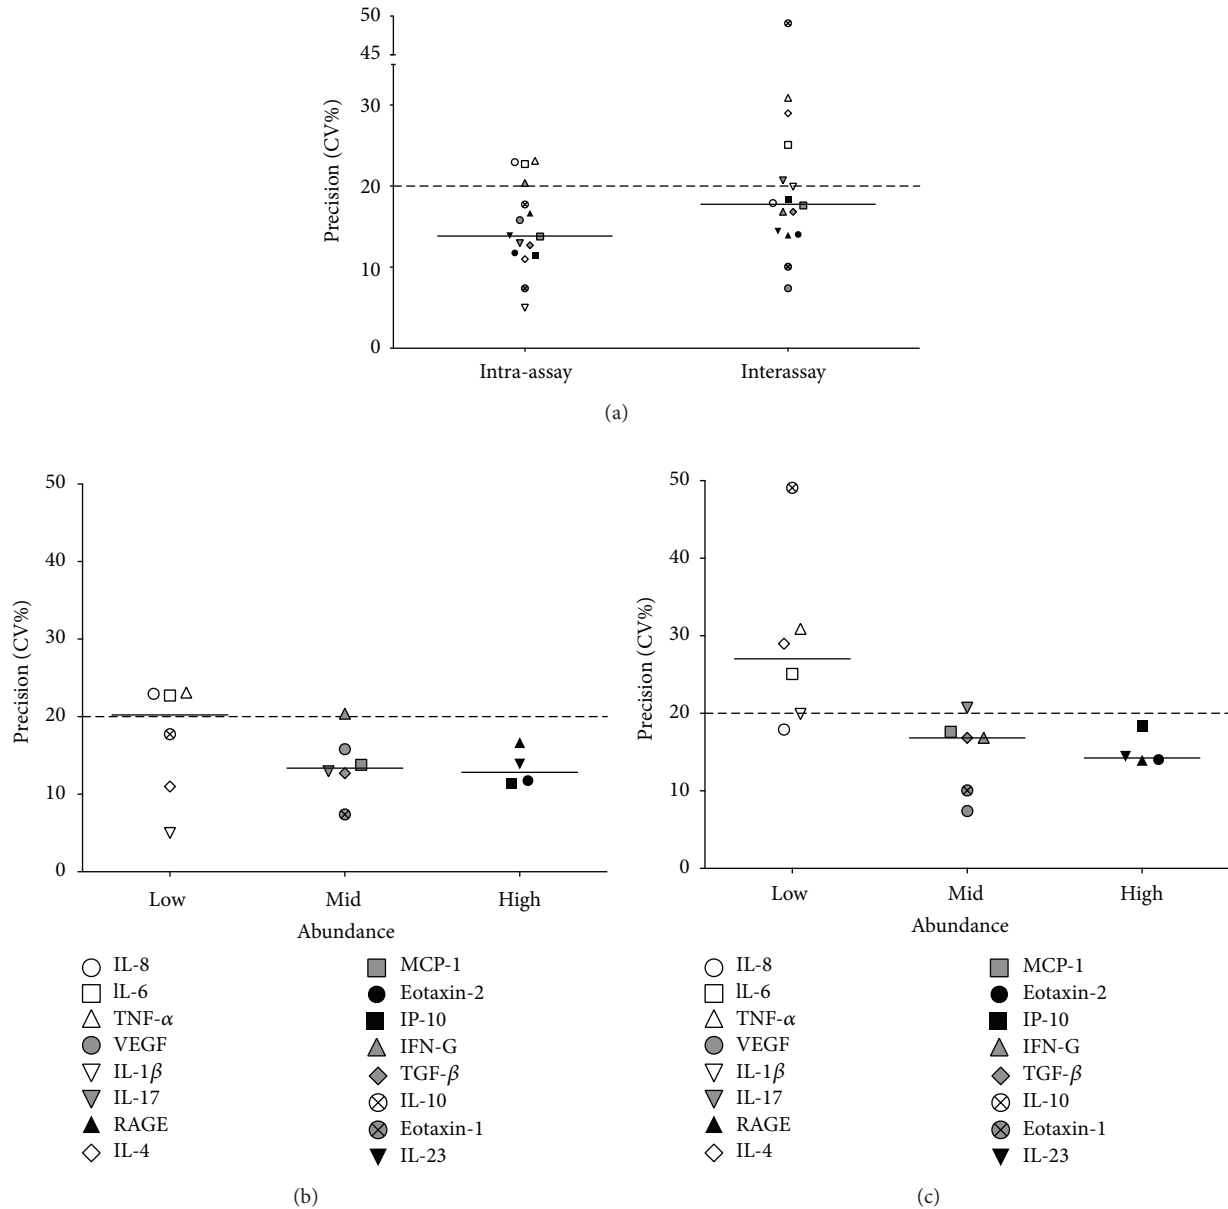 50
45
30
20
10
0
Precision (CV%)
Intra-assay
Interassay
(a)
50
40
30
20
10
0
Precision (CV%)
Low
Mid
High
Abundance
IL-8
lL-6
TNF-α
VEGF
IL-1β
IL-17
RAGE
IL-4
MCP-1
Eotaxin-2
IP-10
IFN-G
TGF-β
IL-10
Eotaxin-1
IL-23
(b)
50
40
30
20
10
0
Precision (CV%)
Low
Mid
High
Abundance
IL-8
lL-6
TNF-α
VEGF
IL-1β
IL-17
RAGE
IL-4
MCP-1
Eotaxin-2
IP-10
IFN-G
TGF-β
IL-10
Eotaxin-1
IL-23
(c)